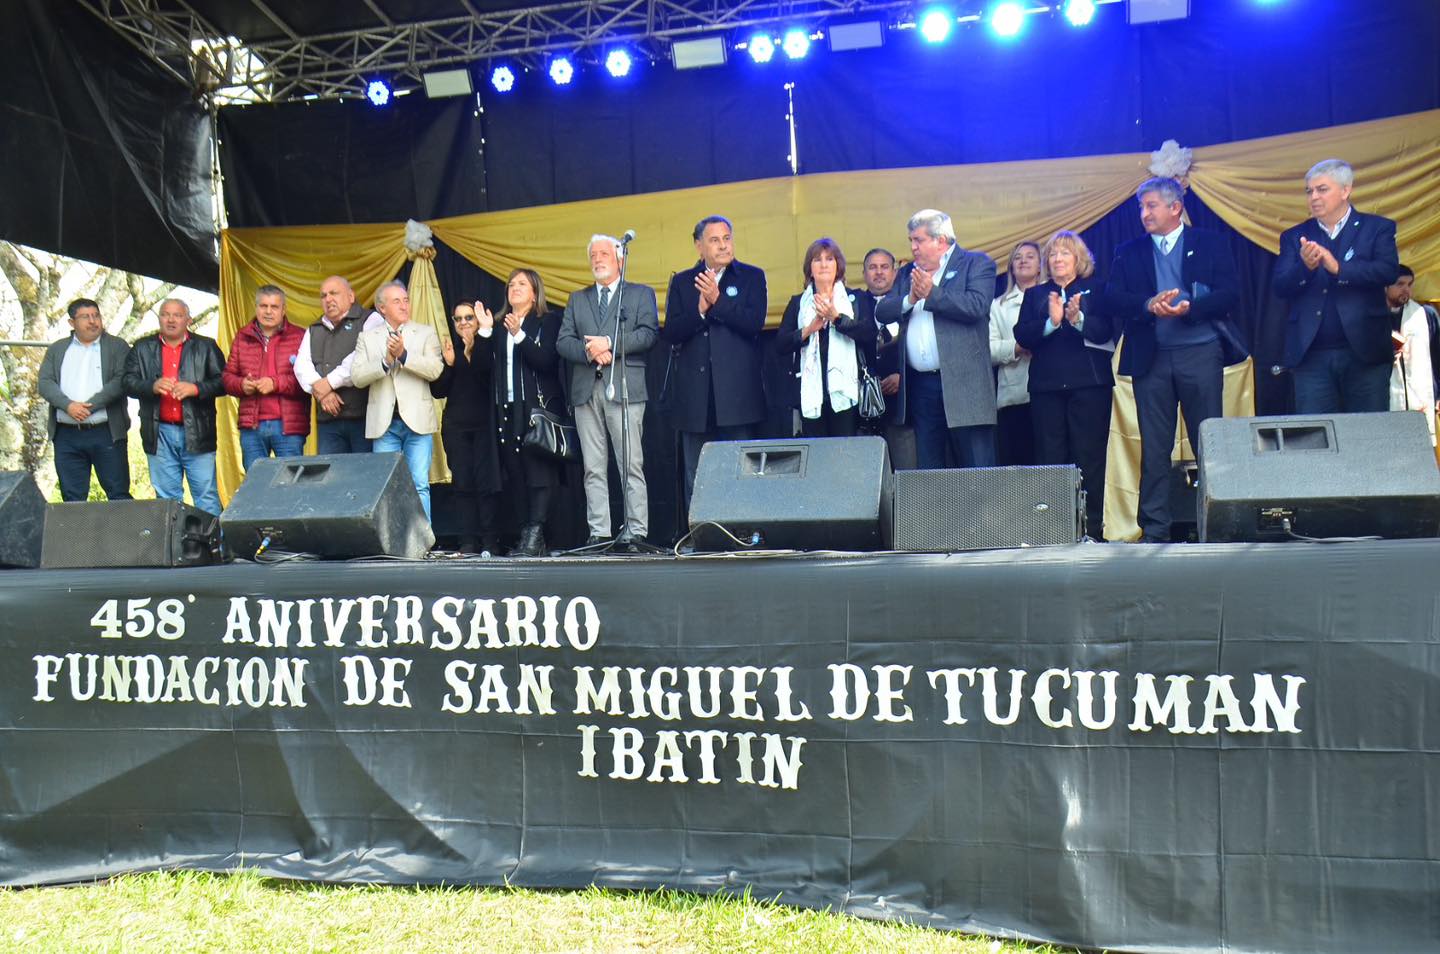 458° ANIVERSARIO
FUNDACION DE SAN MIGUEL DE TUCUMAN
IBATIN